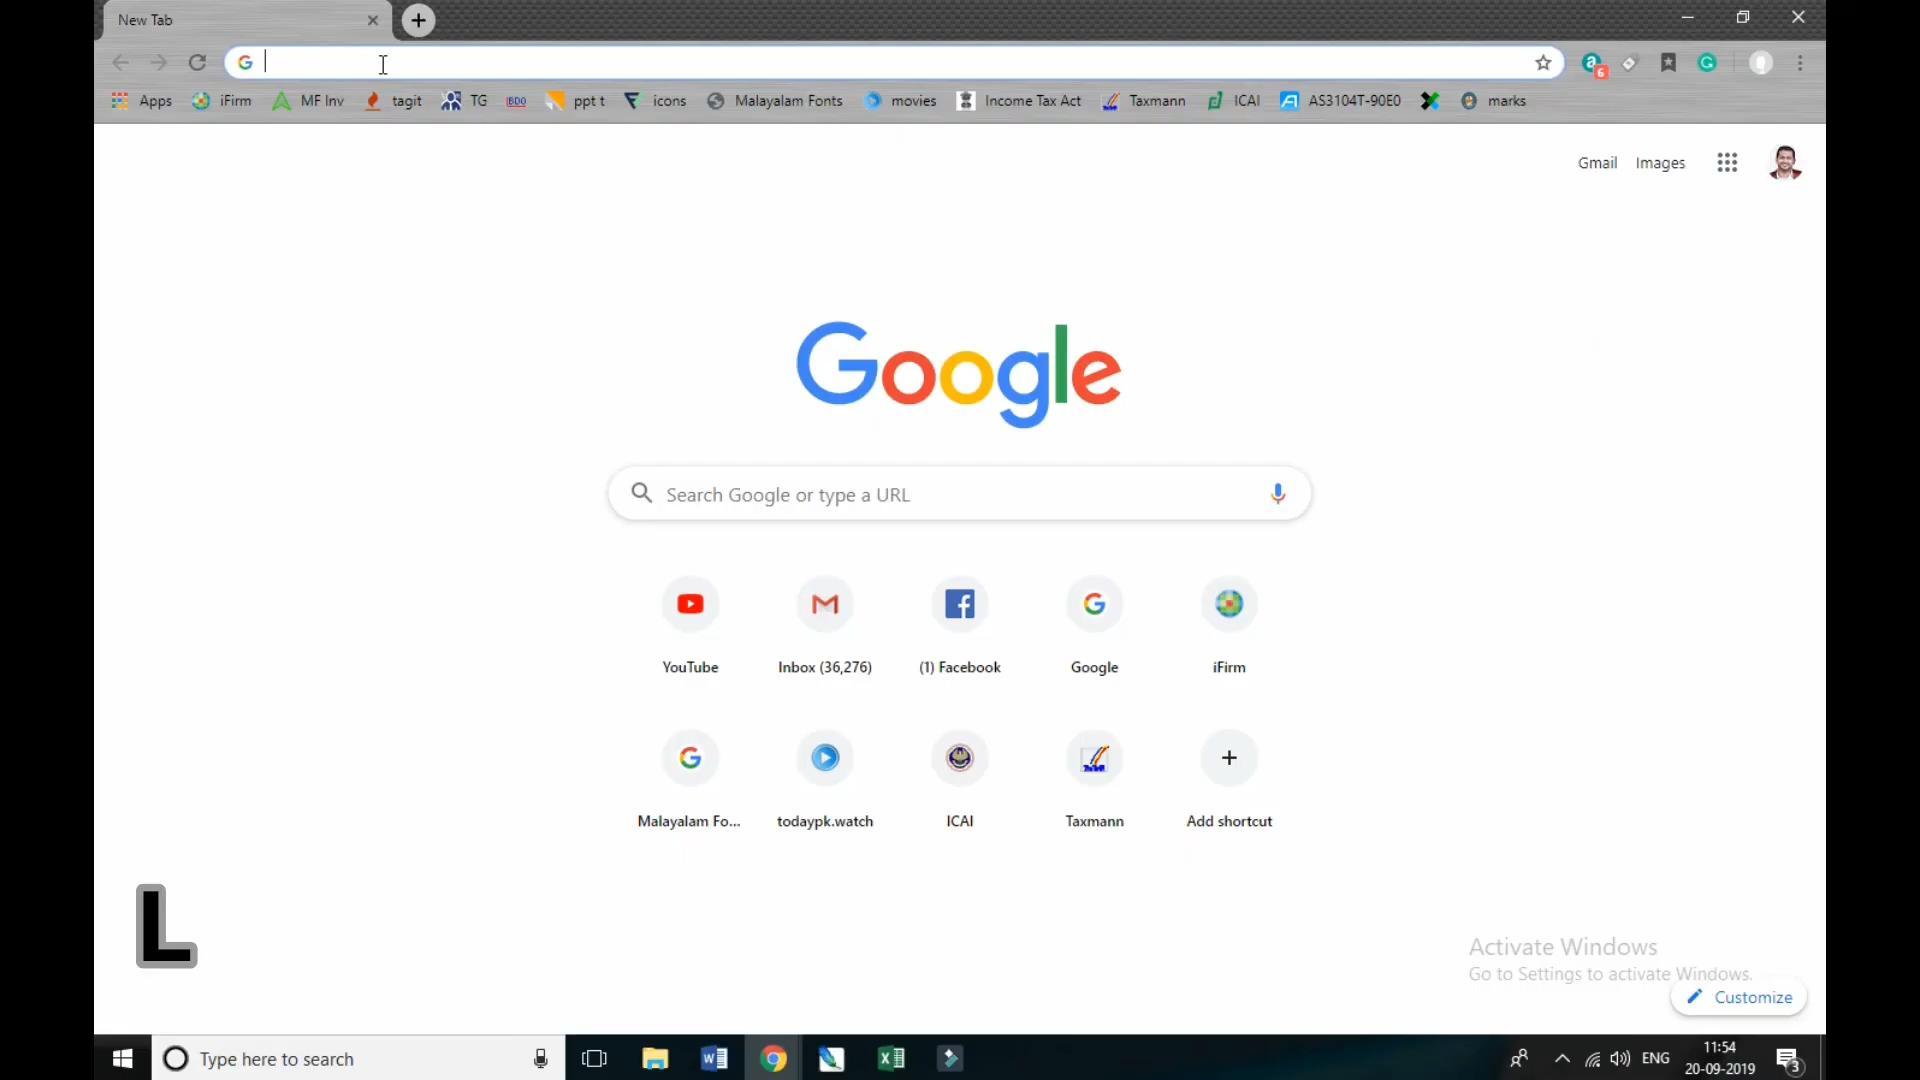 New Tab
Apps iFirm MF Inv tagit TG BDO ppt t icons Malayalam Fonts movies Income Tax Act Taxmann ICAI AS3104T-90E0 marks
Gmail Images
Google
Search Google or type a URL
YouTube Inbox (36,276) (1) Facebook Google iFirm
Malayalam Fo... todaypk.watch ICAI Taxmann Add shortcut
L
Activate Windows
Go to Settings to activate Windows.
Customize
Type here to search
ENG
11:54
20-09-2019
3